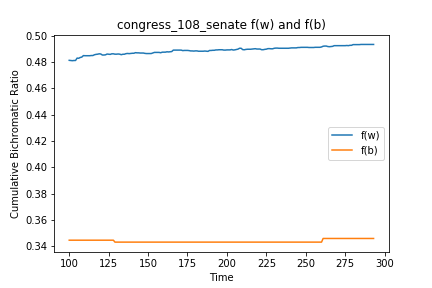 congress_108_senate f(w) and f(b)
Cumulative Bichromatic Ratio
0.50
0.48
0.46
0.44
0.42
0.40
0.38
0.36
0.34
f(w)
f(b)
100 125 150 175 200 225 250 275 300
Time